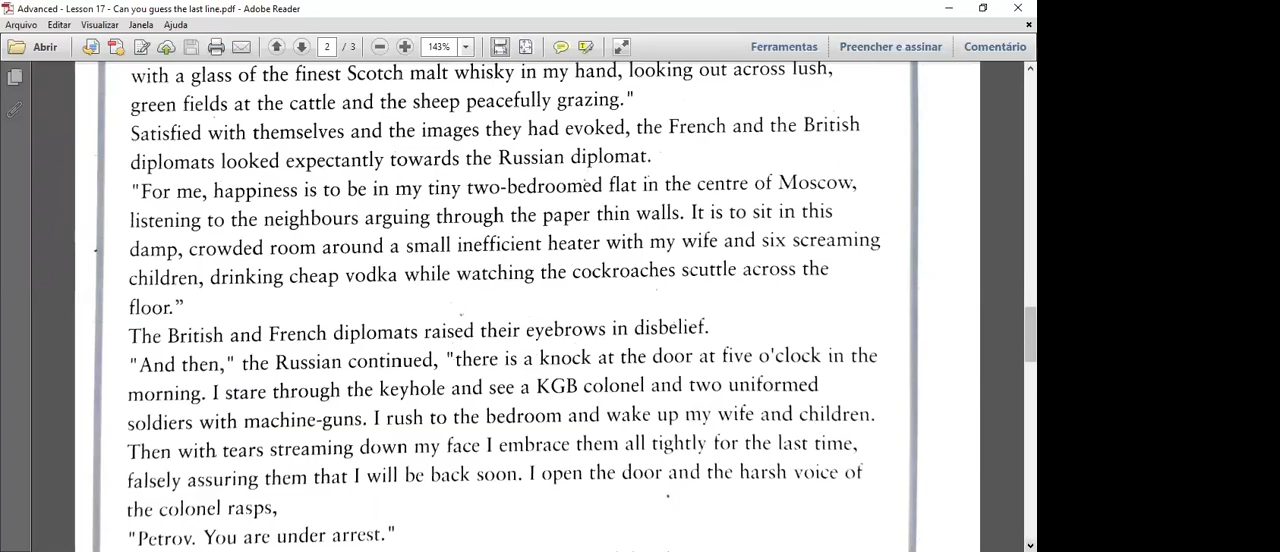 Advanced - Lesson 17 - Can you guess the last line.pdf - Adobe Reader
Arquivo Editar Visualizar Janela Ajuda
Abrir 2 / 3 143% Ferramentas Preencher e assinar Comentário
with a glass of the finest Scotch malt whisky in my hand, looking out across lush,
green fields at the cattle and the sheep peacefully grazing."
Satisfied with themselves and the images they had evoked, the French and the British
diplomats looked expectantly towards the Russian diplomat.
"For me, happiness is to be in my tiny two-bedroomed flat in the centre of Moscow,
listening to the neighbours arguing through the paper thin walls. It is to sit in this
damp, crowded room around a small inefficient heater with my wife and six screaming
children, drinking cheap vodka while watching the cockroaches scuttle across the
floor.”
The British and French diplomats raised their eyebrows in disbelief.
"And then," the Russian continued, "there is a knock at the door at five o'clock in the
morning. I stare through the keyhole and see a KGB colonel and two uniformed
soldiers with machine-guns. I rush to the bedroom and wake up my wife and children.
Then with tears streaming down my face I embrace them all tightly for the last time,
falsely assuring them that I will be back soon. I open the door and the harsh voice of
the colonel rasps,
"Petrov. You are under arrest."